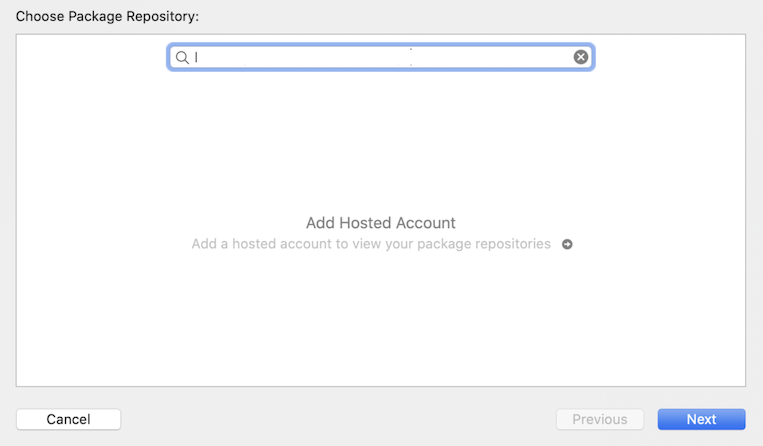 Choose Package Repository:
Add Hosted Account
Add a hosted account to view your package repositories
Cancel
Previous
Next